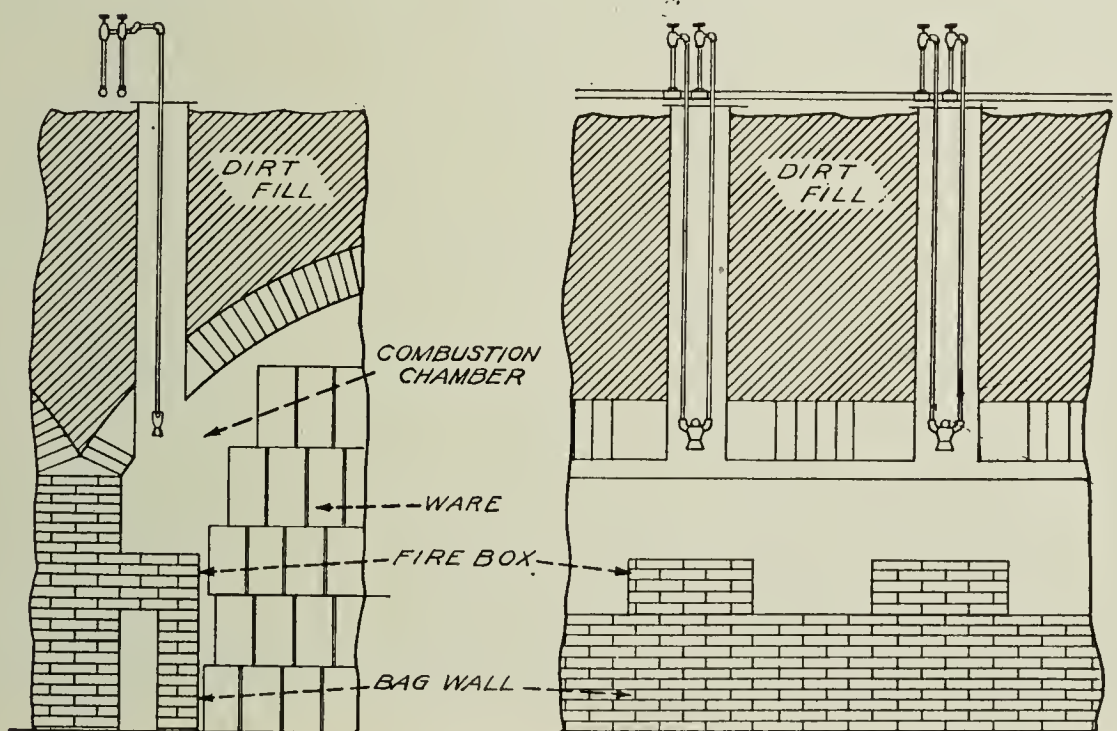 DIRT
FILL
DIRT
FILL
COMBUSTION
CHAMBER
WARE
FIRE BOX
BAG WALL